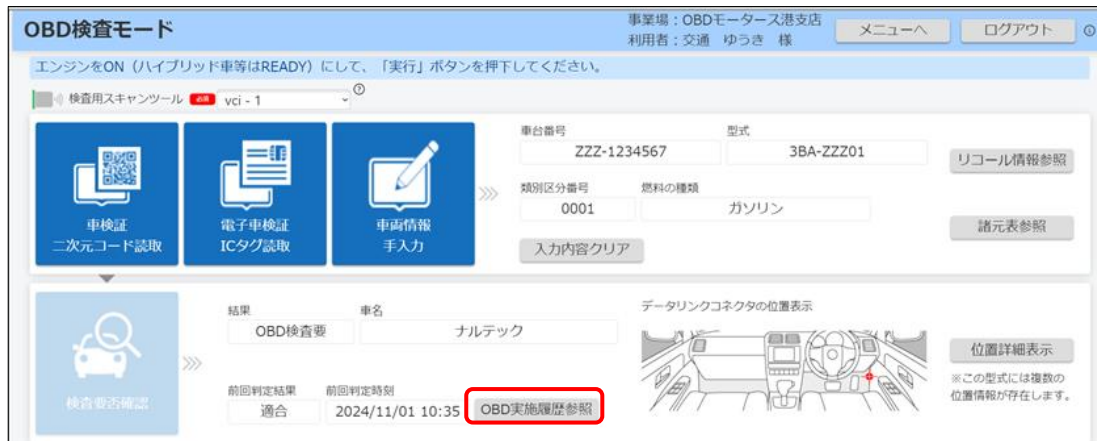 OBD検査モード
事業場：OBDモータース港支店
利用者：交通　ゆうき　様
メニューへ
ログアウト
エンジンをON（ハイブリッド車等はREADY）にして、「実行」ボタンを押下してください。
検査用スキャンツール 必須 vci - 1
車検証
二次元コード読取
電子車検証
ICタグ読取
車両情報
手入力
車台番号
ZZZ-1234567
型式
3BA-ZZZ01
リコール情報参照
類別区分番号
0001
燃料の種類
ガソリン
諸元表参照
入力内容クリア
検査要否確認
結果
OBD検査要
車名
ナルテック
前回判定結果
適合
前回判定時刻
2024/11/01 10:35
OBD実施履歴参照
データリンクコネクタの位置表示
位置詳細表示
※この型式には複数の
位置情報が存在します。